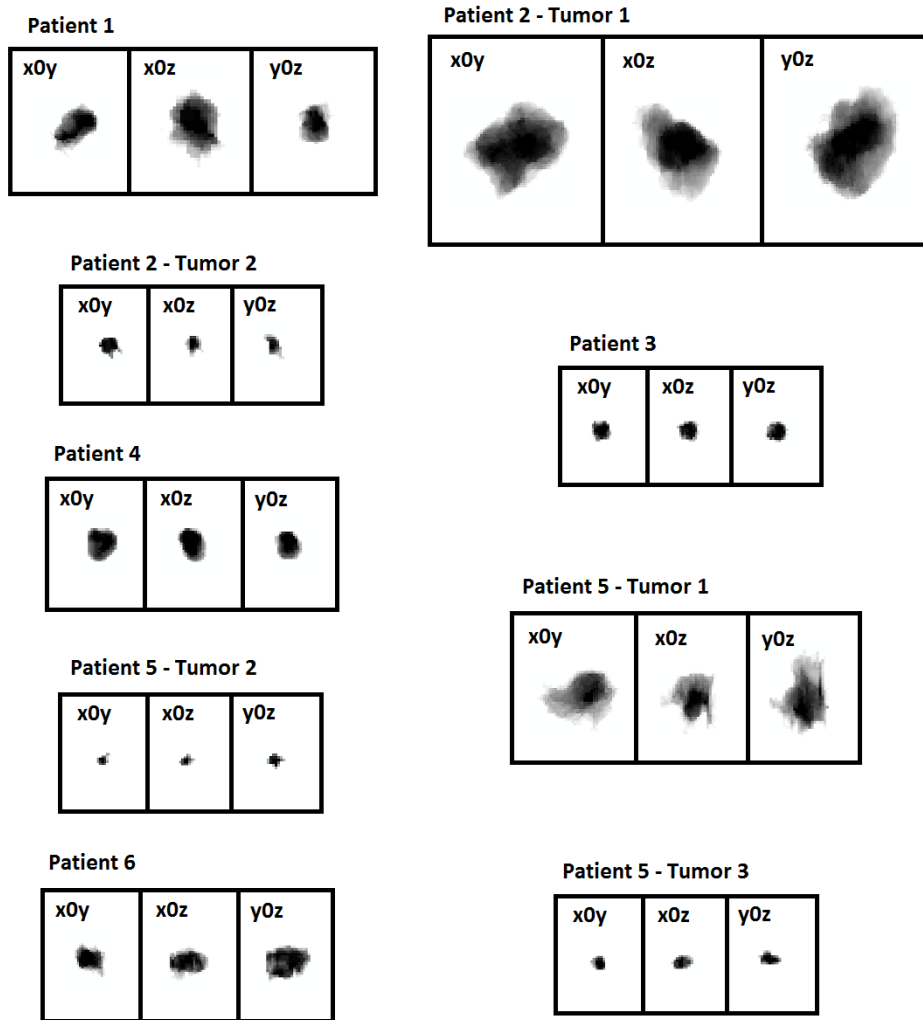 Patient 1
x0y x0z y0z
Patient 2 - Tumor 1
x0y x0z y0z
Patient 2 - Tumor 2
x0y x0z y0z
Patient 3
x0y x0z y0z
Patient 4
x0y x0z y0z
Patient 5 - Tumor 1
x0y x0z y0z
Patient 5 - Tumor 2
x0y x0z y0z
Patient 6
x0y x0z y0z
Patient 5 - Tumor 3
x0y x0z y0z